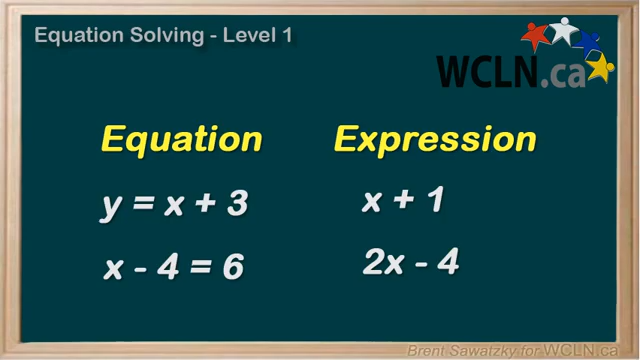 Equation Solving - Level 1
WCLN.ca
Equation Expression
y = x + 3 x + 1
x - 4 = 6 2x - 4
Brent Sawatzky for WCLN.ca